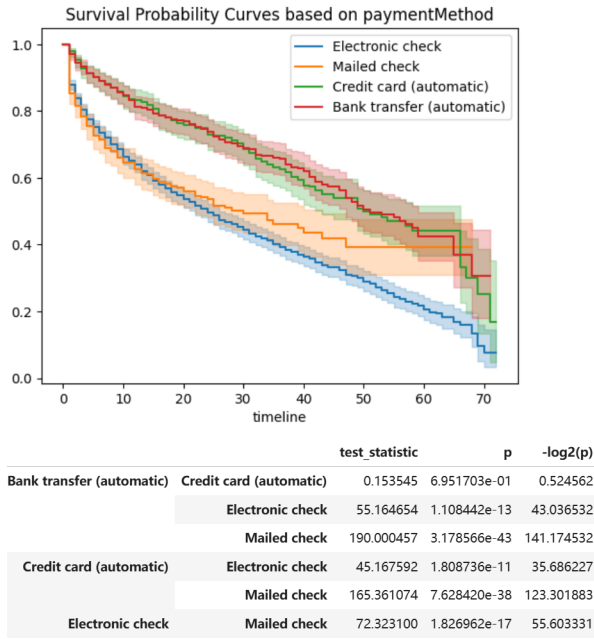 Survival Probability Curves based on paymentMethod
Electronic check
Mailed check
Credit card (automatic)
Bank transfer (automatic)
1.0
0.8
0.6
0.4
0.2
0.0
0 10 20 30 40 50 60 70
timeline
test_statistic p -log2(p)
Bank transfer (automatic) Credit card (automatic) 0.153545 6.951703e-01 0.524562
Electronic check 55.164654 1.108442e-13 43.036532
Mailed check 190.000457 3.178566e-43 141.174532
Credit card (automatic) Electronic check 45.167592 1.808736e-11 35.686227
Mailed check 165.361074 7.628420e-38 123.301883
Electronic check Mailed check 72.323100 1.826962e-17 55.603331